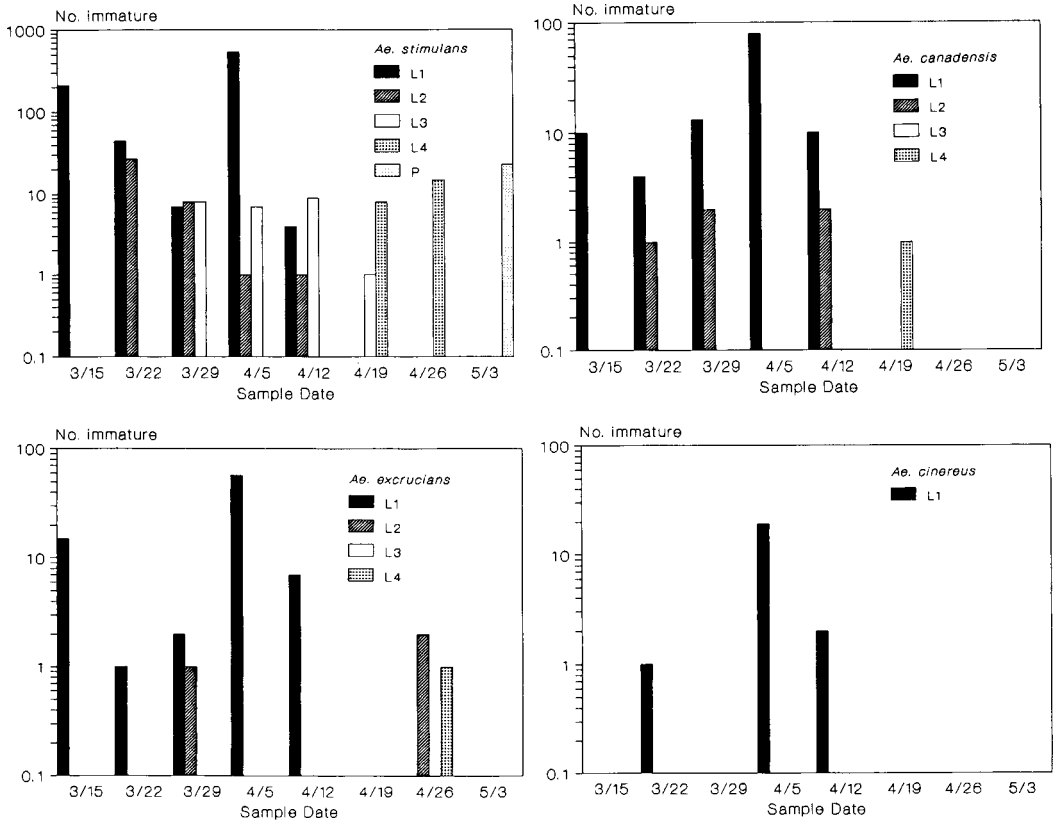 No. immature
1000
100
10
1
0.1
Ae. stimulans
L1
L2
L3
L4
P
3/15 3/22 3/29 4/5 4/12 4/19 4/26 5/3
Sample Date
No. immature
100
10
1
0.1
Ae. canadensis
L1
L2
L3
L4
3/15 3/22 3/29 4/5 4/12 4/19 4/26 5/3
Sample Date
No. immature
100
10
1
0.1
Ae. excrucians
L1
L2
L3
L4
3/15 3/22 3/29 4/5 4/12 4/19 4/26 5/3
Sample Date
No. immature
100
10
1
0.1
Ae. cinereus
L1
3/15 3/22 3/29 4/5 4/12 4/19 4/26 5/3
Sample Date